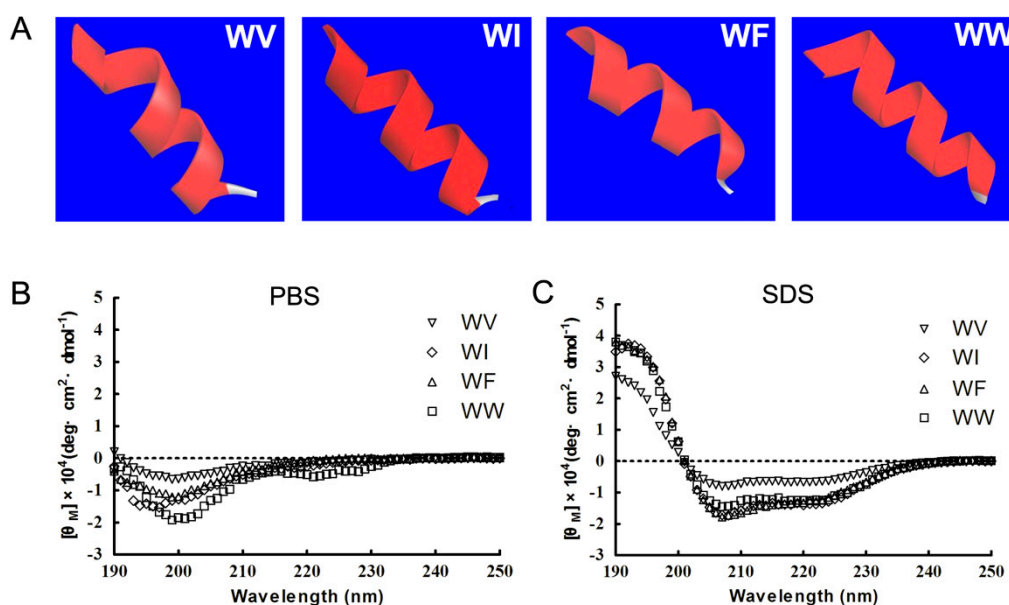 A
WV
WI
WF
WW
B
PBS
5
4
3
2
1
0
-1
-2
-3
[θ M] × 10⁴(deg· cm²· dmol⁻¹)
WV
WI
WF
WW
190 200 210 220 230 240 250
Wavelength (nm)
C
SDS
5
4
3
2
1
0
-1
-2
-3
[θ M] × 10⁴(deg· cm²· dmol⁻¹)
WV
WI
WF
WW
190 200 210 220 230 240 250
Wavelength (nm)